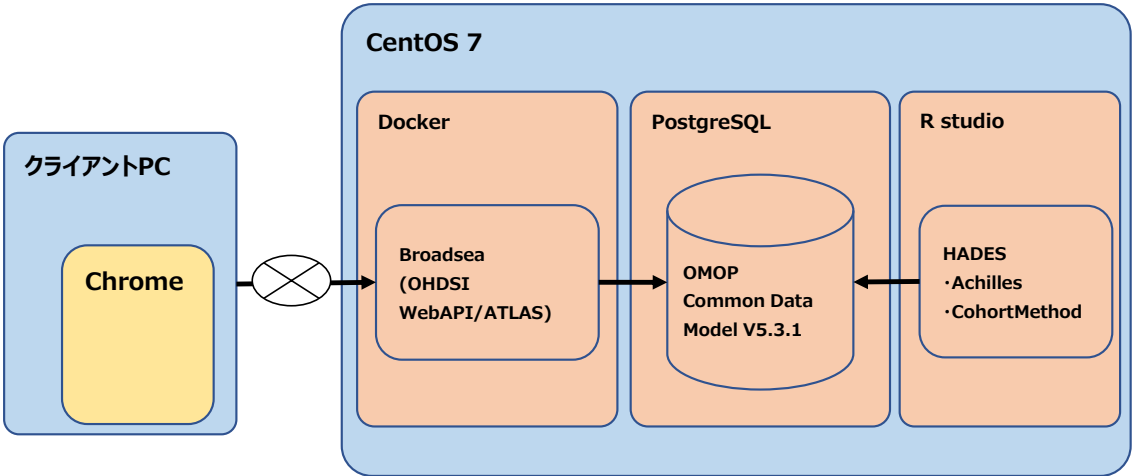 クライアントPC
Chrome
CentOS 7
Docker
Broadsea
(OHDSI
WebAPI/ATLAS)
PostgreSQL
OMOP
Common Data
Model V5.3.1
R studio
HADES
・Achilles
・CohortMethod